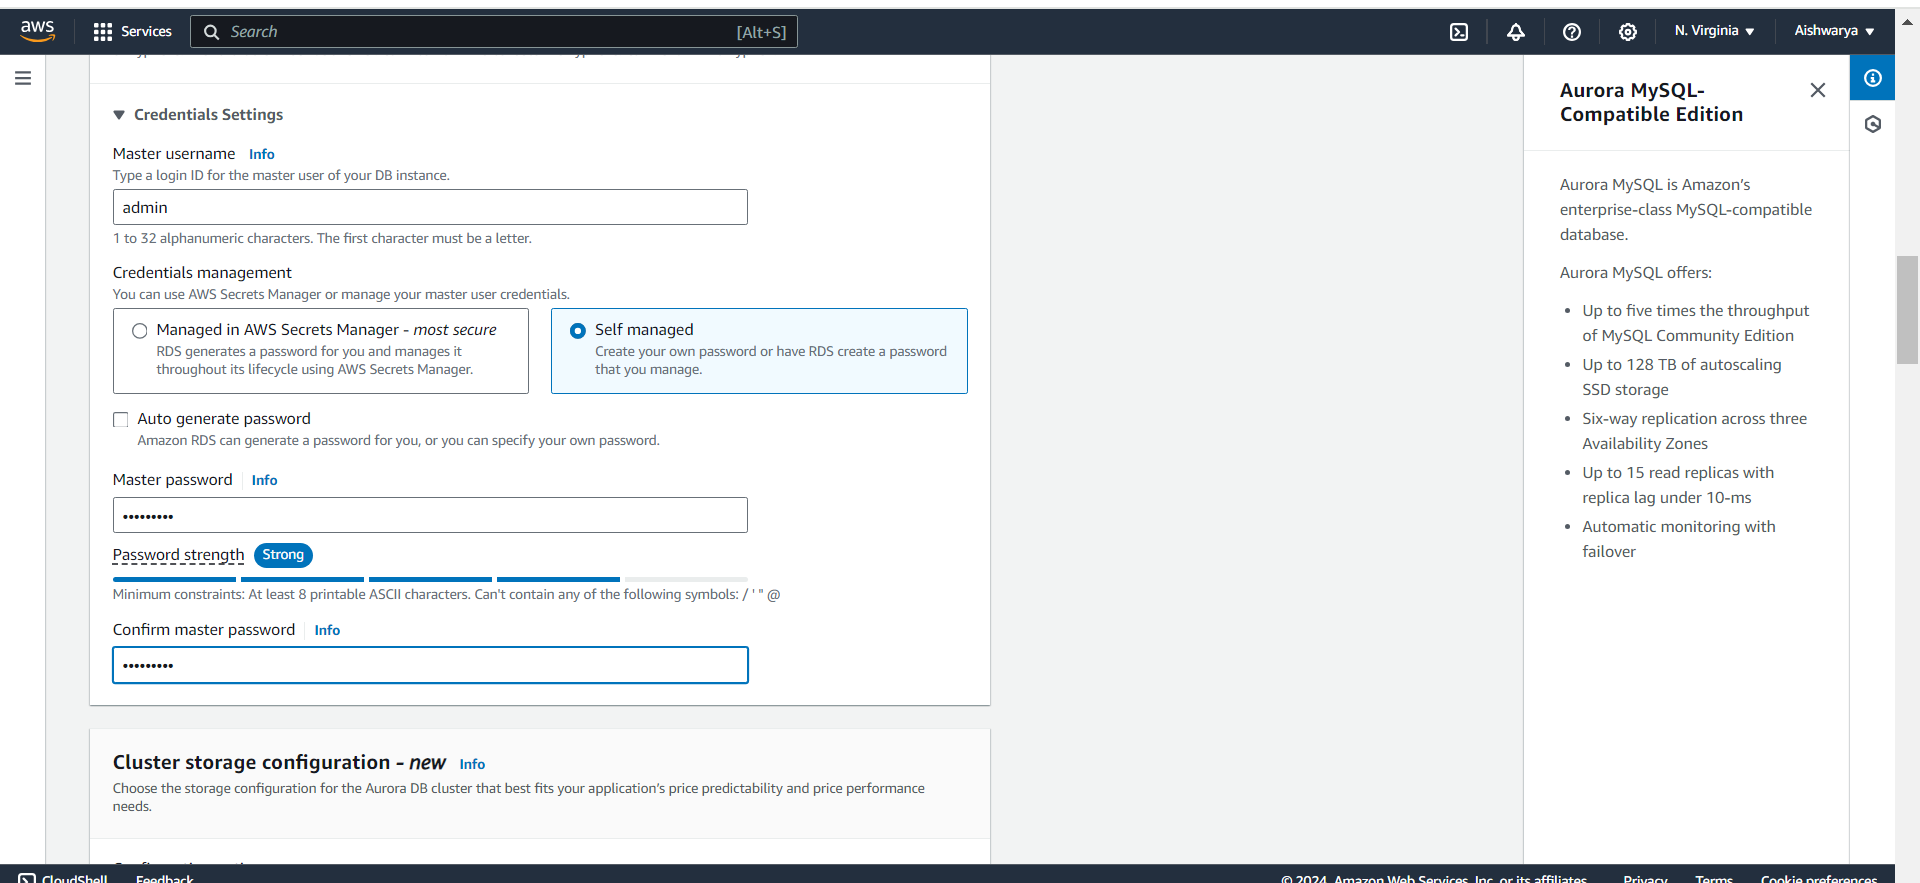 aws
Services
Search
[Alt+S]
N. Virginia
Aishwarya
Credentials Settings
Master username Info
Type a login ID for the master user of your DB instance.
admin
1 to 32 alphanumeric characters. The first character must be a letter.
Credentials management
You can use AWS Secrets Manager or manage your master user credentials.
Managed in AWS Secrets Manager - most secure
RDS generates a password for you and manages it
throughout its lifecycle using AWS Secrets Manager.
Self managed
Create your own password or have RDS create a password
that you manage.
Auto generate password
Amazon RDS can generate a password for you, or you can specify your own password.
Master password Info
•••••••••
Password strength Strong
Minimum constraints: At least 8 printable ASCII characters. Can't contain any of the following symbols: / ' " @
Confirm master password Info
•••••••••
Cluster storage configuration - new Info
Choose the storage configuration for the Aurora DB cluster that best fits your application's price predictability and price performance
needs.
Aurora MySQL-
Compatible Edition
Aurora MySQL is Amazon's
enterprise-class MySQL-compatible
database.
Aurora MySQL offers:
• Up to five times the throughput
of MySQL Community Edition
• Up to 128 TB of autoscaling
SSD storage
• Six-way replication across three
Availability Zones
• Up to 15 read replicas with
replica lag under 10-ms
• Automatic monitoring with
failover
CloudShell
Feedback
© 2024, Amazon Web Services, Inc. or its affiliates.
Privacy
Terms
Cookie preferences